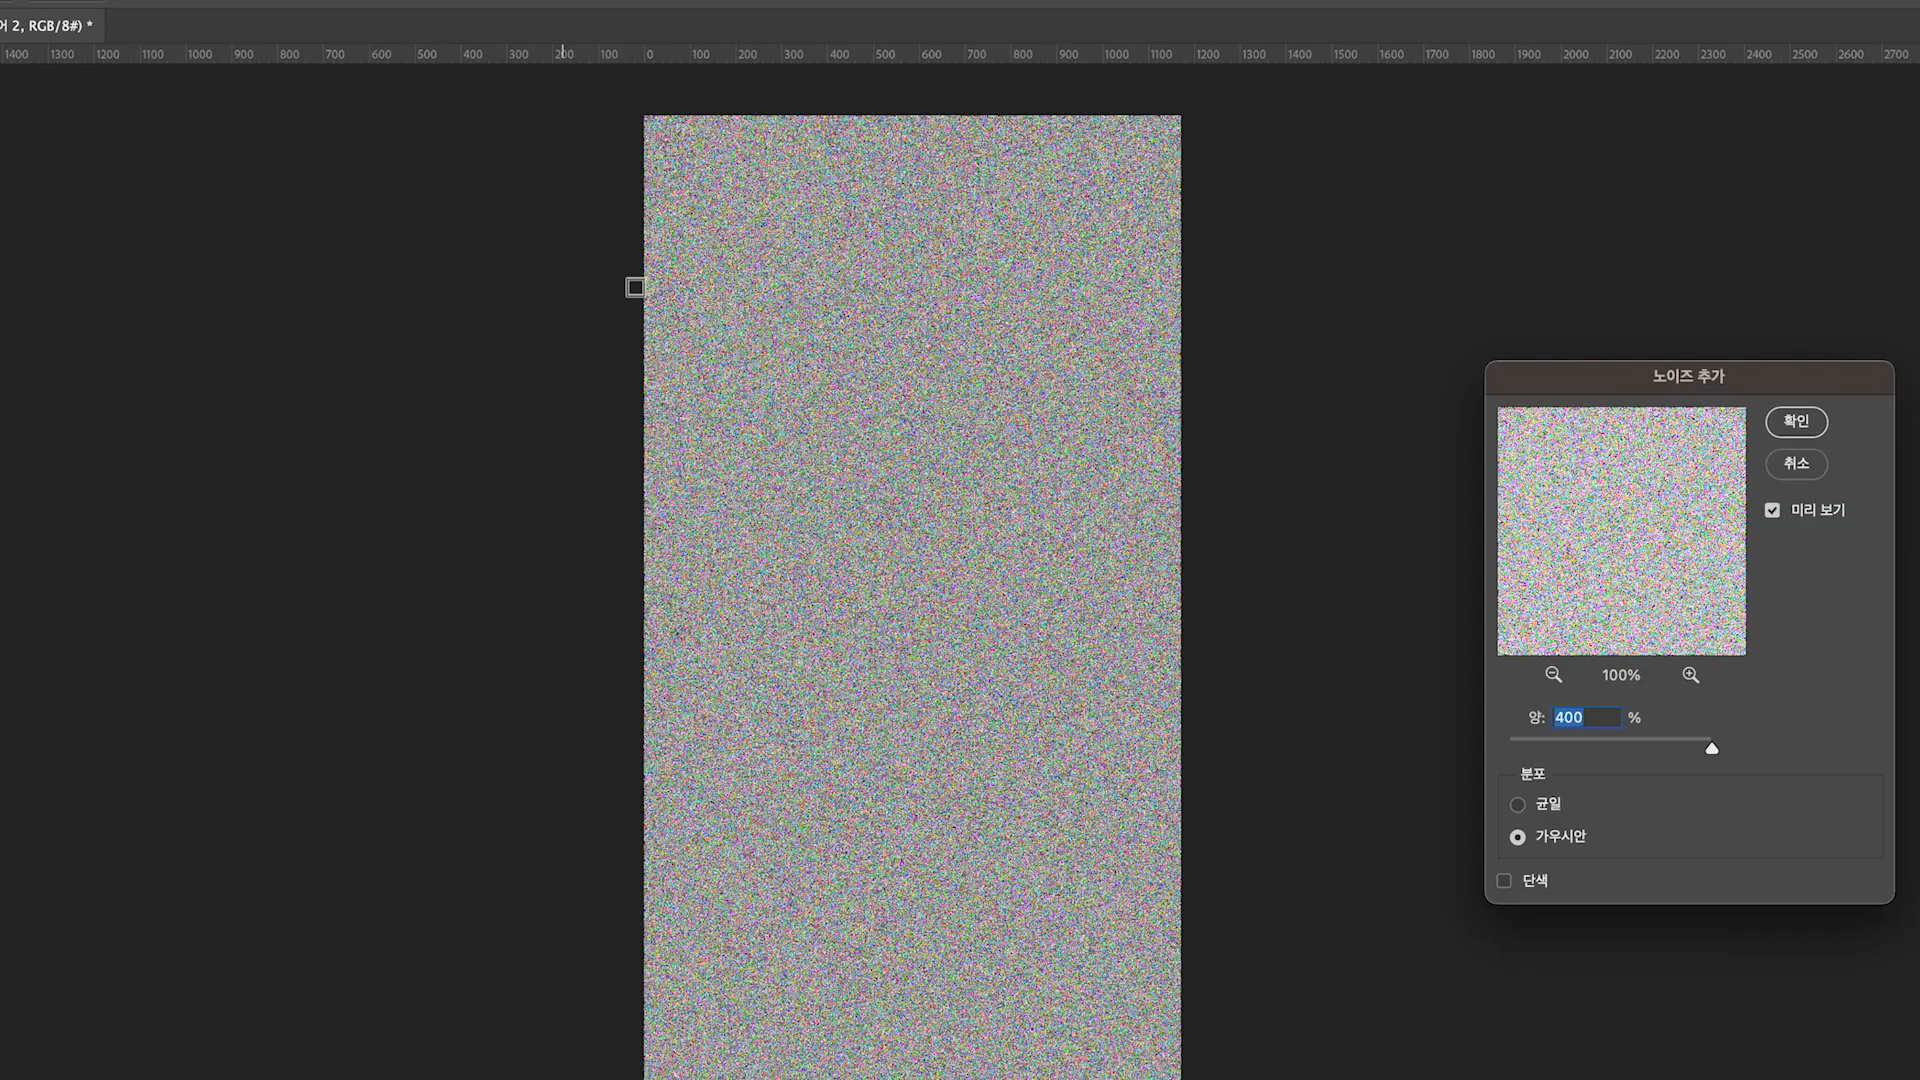 어 2, RGB/8#) *
1400 1300 1200 1100 1000 900 800 700 600 500 400 300 200 100 0 100 200 300 400 500 600 700 800 900 1000 1100 1200 1300 1400 1500 1600 1700 1800 1900 2000 2100 2200 2300 2400 2500 2600 2700
노이즈 추가
확인
취소
미리 보기
100%
양: 400 %
분포
균일
가우시안
단색